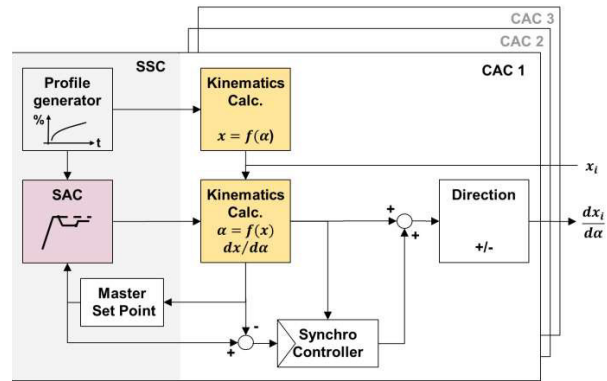 CAC 3
CAC 2
SSC
CAC 1
Profile
generator
%
t
Kinematics
Calc.
x = f(α)
x_i
SAC
Kinematics
Calc.
α = f(x)
dx/dα
+
+
Direction
+/-
dx_i
dα
Master
Set Point
-
+
Synchro
Controller